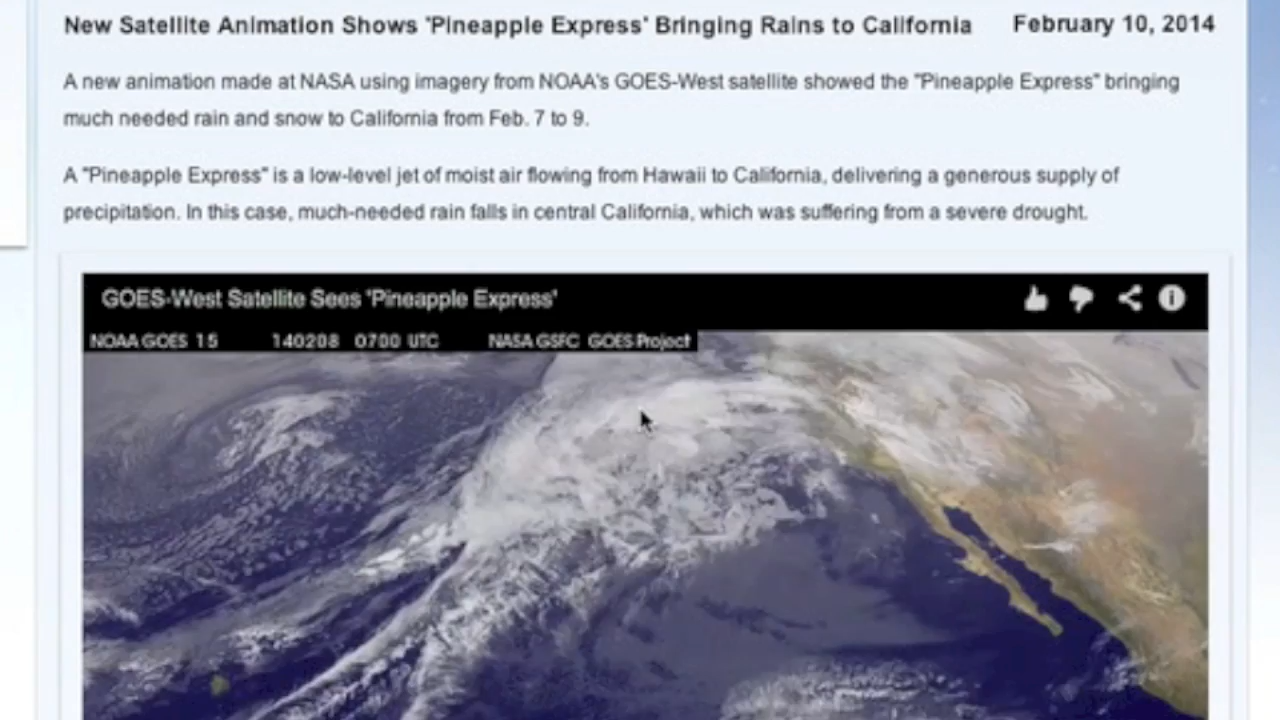 New Satellite Animation Shows 'Pineapple Express' Bringing Rains to California February 10, 2014
A new animation made at NASA using imagery from NOAA's GOES-West satellite showed the "Pineapple Express" bringing
much needed rain and snow to California from Feb. 7 to 9.
A "Pineapple Express" is a low-level jet of moist air flowing from Hawaii to California, delivering a generous supply of
precipitation. In this case, much-needed rain falls in central California, which was suffering from a severe drought.
GOES-West Satellite Sees 'Pineapple Express'
NOAA GOES 15 140208 0700 UTC NASA GSFC GOES Project